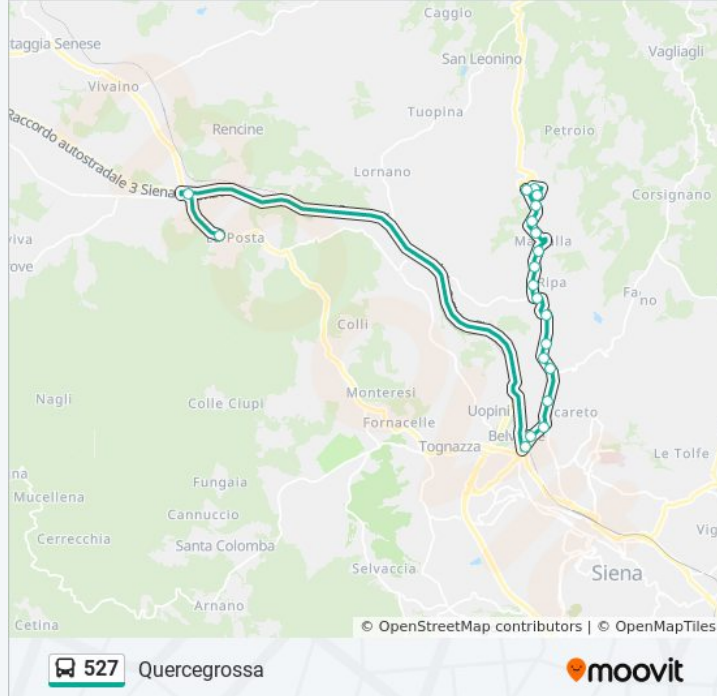 Caggio
taggia Senese
San Leonino
Vagliagli
Vivaino
Tuopina
Raccordo autostradale 3 Siena
Rencine
Petroio
Lornano
Corsignano
La Posta
Ripa
Colli
Nagli
Colle Ciupi
Monteresi
Uopini
Fornacelle
Tognazza
Le Tolfe
Mucellena
Fungaia
Cannuccio
Cerrecchia
Santa Colomba
Siena
Selvaccia
Arnano
Cetina
© OpenStreetMap contributors | © OpenMapTiles
527 Quercegrossa
moovit